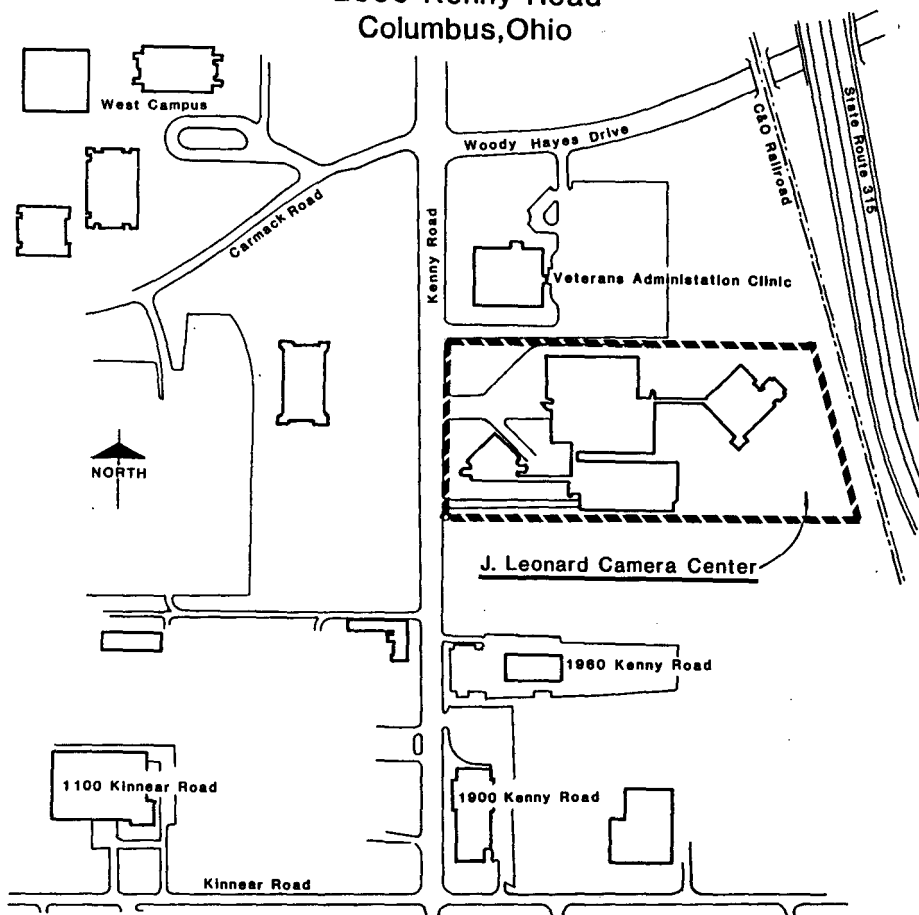 Columbus,Ohio
West Campus
Woody Hayes Drive
C&O Railroad
State Route 315
Carmack Road
Kenny Road
Veterans Administation Clinic
NORTH
J. Leonard Camera Center
1960 Kenny Road
1100 Kinnear Road
1900 Kenny Road
Kinnear Road